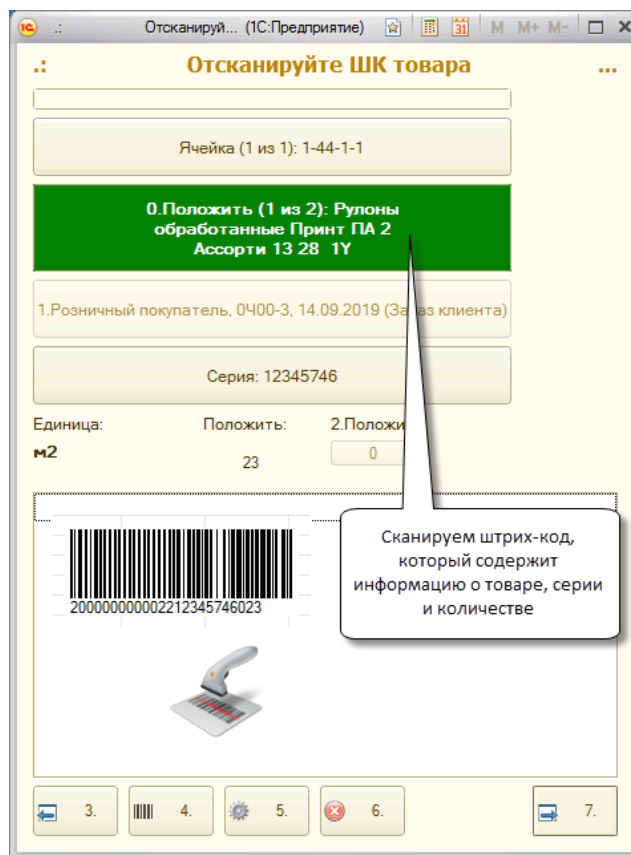 .: Отсканируй... (1С:Предприятие) 31 M M+ M-
.: Отсканируйте ШК товара ...
Ячейка (1 из 1): 1-44-1-1
0.Положить (1 из 2): Рулоны
обработанные Принт ПА 2
Ассорти 13 28 1Y
1.Розничный покупатель, 0Ч00-3, 14.09.2019 (За аз клиента)
Серия: 12345746
Единица: Положить: 2.Положи
м2 23 0
Сканируем штрих-код,
который содержит
информацию о товаре, серии
и количестве
200000000002212345746023
3. 4. 5. 6. 7.